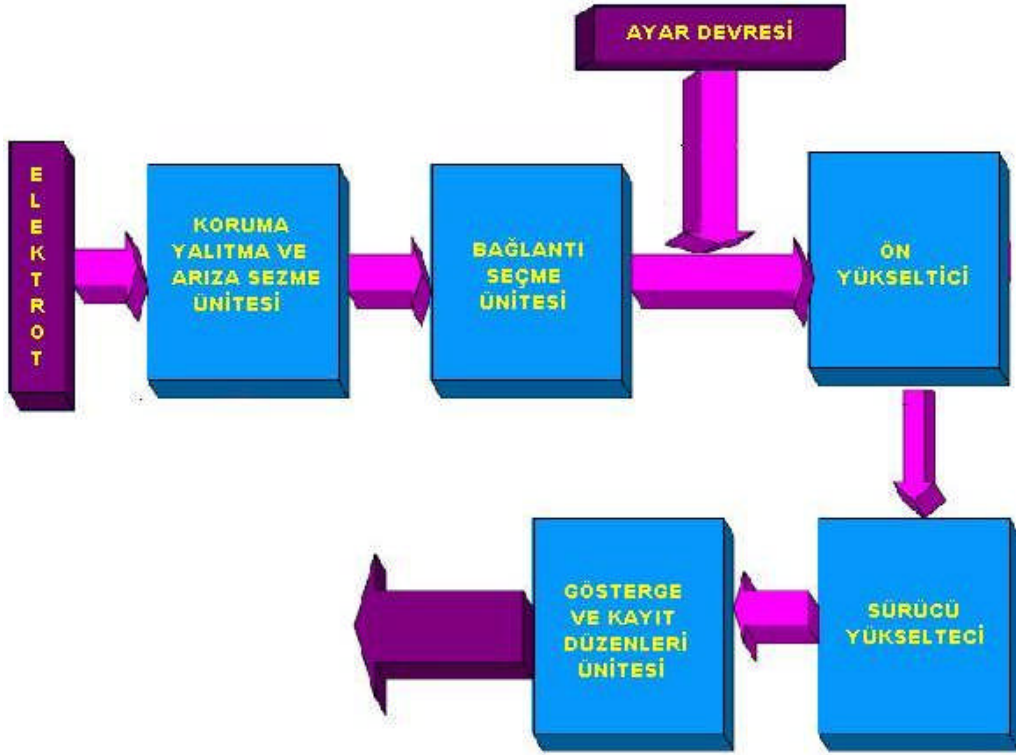 AYAR DEVRESİ
ELEKTROT
KORUMA
YALITMA VE
ARIZA SEZME
ÜNİTESİ
BAĞLANTI
SEÇME
ÜNİTESİ
ÖN
YÜKSELTİCİ
GÖSTERGE
VE KAYIT
DÜZENLERİ
ÜNİTESİ
SÜRÜCÜ
YÜKSELTECİ